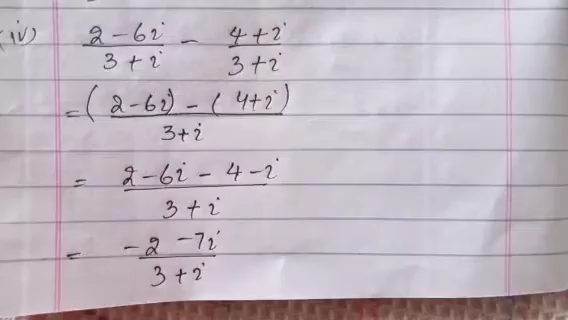 (iv) (2-6i)/(3+i) - (4+i)/(3+i)
= ((2-6i) - (4+i))/(3+i)
= (2-6i-4-i)/(3+i)
= (-2-7i)/(3+i)